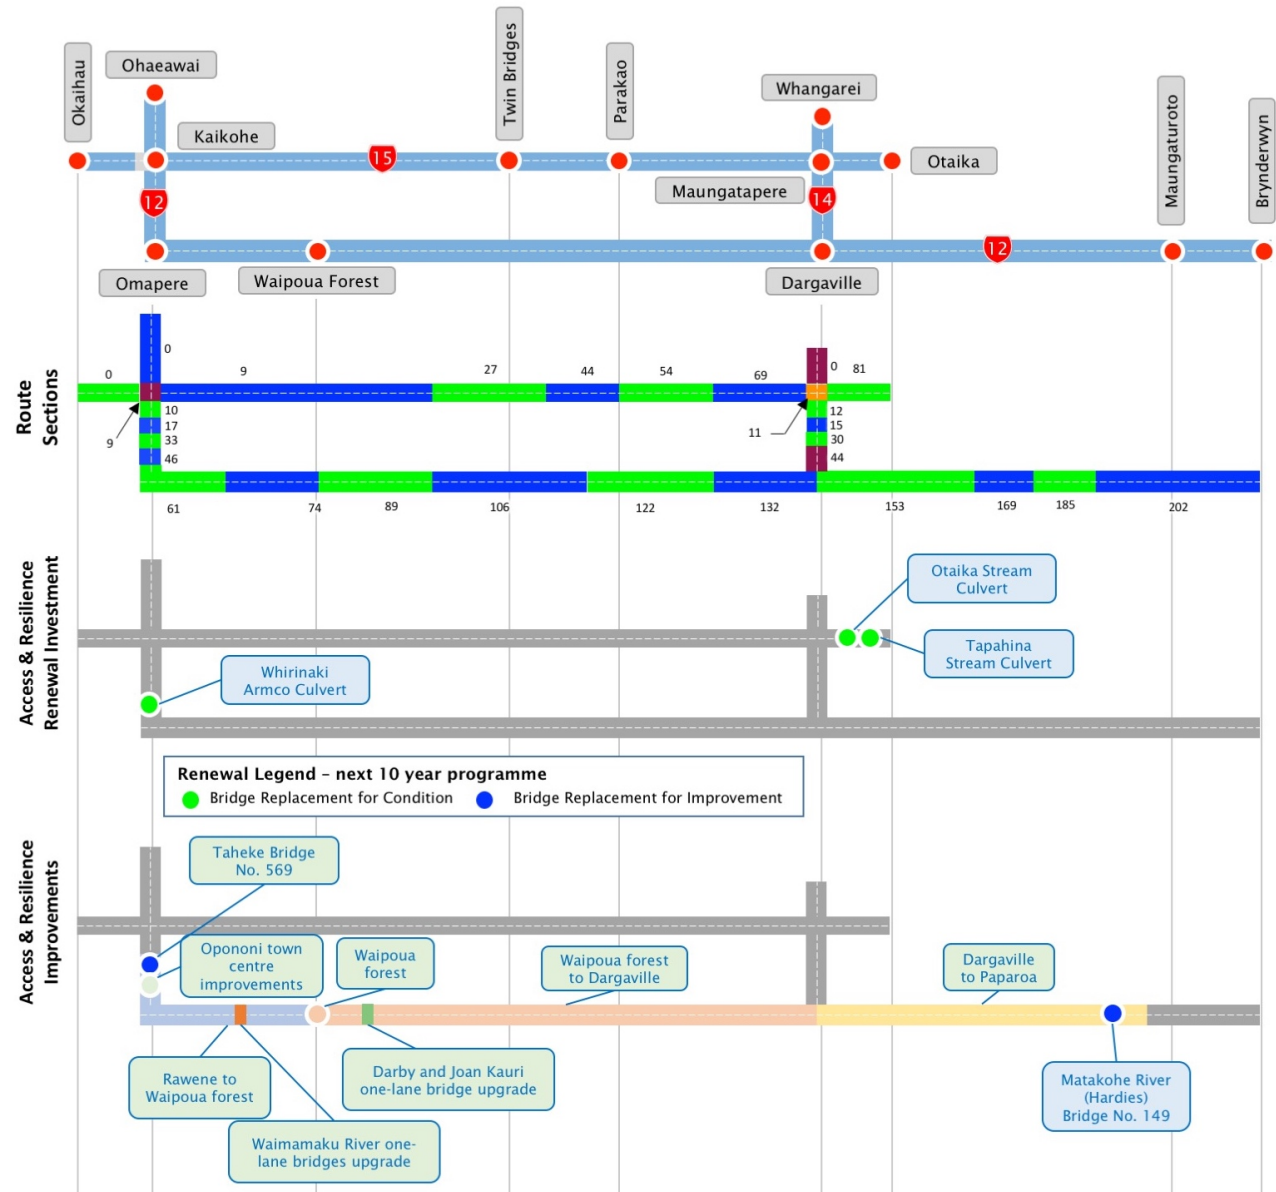 Okaihau
Ohaeawai
Kaikohe
Twin Bridges
Parakao
Whangarei
Maungatapere
Otaika
Maungaturoto
Brynderwyn
15
12
14
12
Omapere
Waipoua Forest
Dargaville
Route
Sections
0
0
9
27
44
54
69
0
81
9
10
17
33
46
11
12
15
30
44
61
74
89
106
122
132
153
169
185
202
Access & Resilience
Renewal Investment
Otaika Stream
Culvert
Tapahina
Stream Culvert
Whirinaki
Armco Culvert
Renewal Legend – next 10 year programme
Bridge Replacement for Condition
Bridge Replacement for Improvement
Access & Resilience
Improvements
Taheke Bridge
No. 569
Opononi town
centre
improvements
Waipoua
forest
Waipoua forest
to Dargaville
Dargaville
to Paparoa
Rawene to
Waipoua forest
Darby and Joan Kauri
one-lane bridge upgrade
Waimamaku River one-
lane bridges upgrade
Matakohe River
(Hardies)
Bridge No. 149